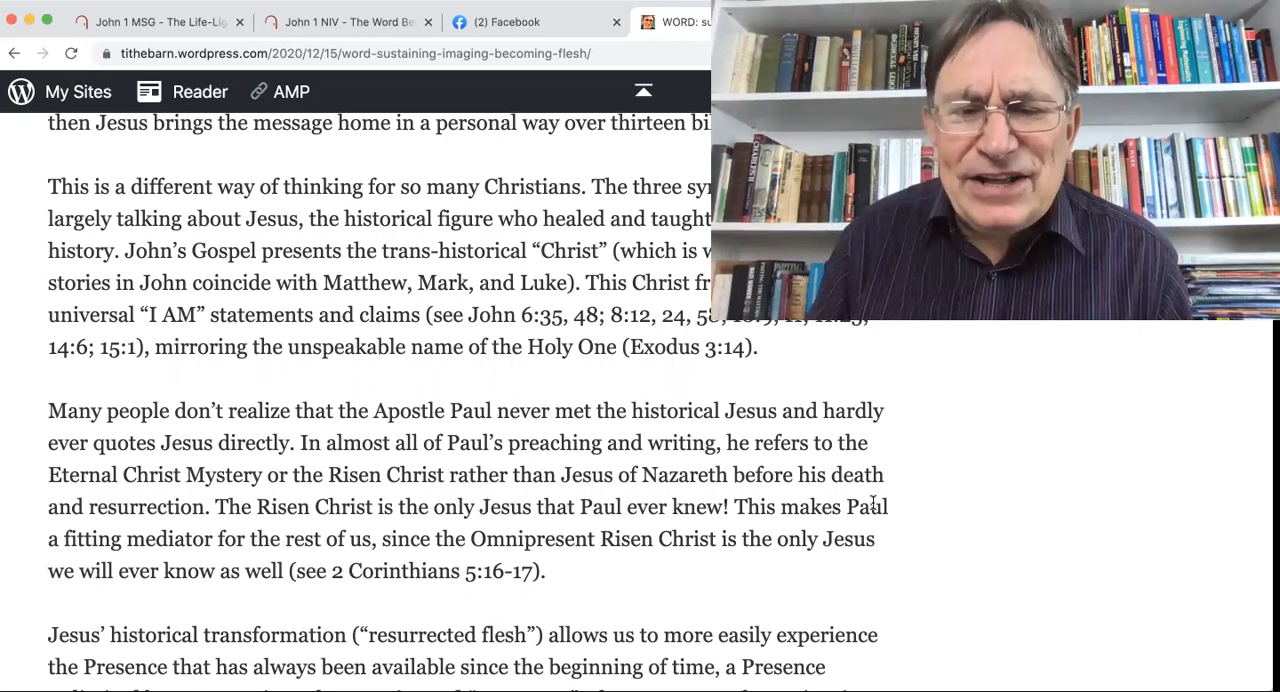 John 1 MSG - The Life-Lig
John 1 NIV - The Word Be
(2) Facebook
WORD: su
tithebarn.wordpress.com/2020/12/15/word-sustaining-imaging-becoming-flesh/
My Sites
Reader
AMP
then Jesus brings the message home in a personal way over thirteen bil
This is a different way of thinking for so many Christians. The three sy
largely talking about Jesus, the historical figure who healed and taught
history. John’s Gospel presents the trans-historical “Christ” (which is w
stories in John coincide with Matthew, Mark, and Luke). This Christ fr
universal “I AM” statements and claims (see John 6:35, 48; 8:12, 24,
14:6; 15:1), mirroring the unspeakable name of the Holy One (Exodus 3:14).
Many people don’t realize that the Apostle Paul never met the historical Jesus and hardly
ever quotes Jesus directly. In almost all of Paul’s preaching and writing, he refers to the
Eternal Christ Mystery or the Risen Christ rather than Jesus of Nazareth before his death
and resurrection. The Risen Christ is the only Jesus that Paul ever knew! This makes Paul
a fitting mediator for the rest of us, since the Omnipresent Risen Christ is the only Jesus
we will ever know as well (see 2 Corinthians 5:16-17).
Jesus’ historical transformation (“resurrected flesh”) allows us to more easily experience
the Presence that has always been available since the beginning of time, a Presence
HENRY VIII
CHARLES II